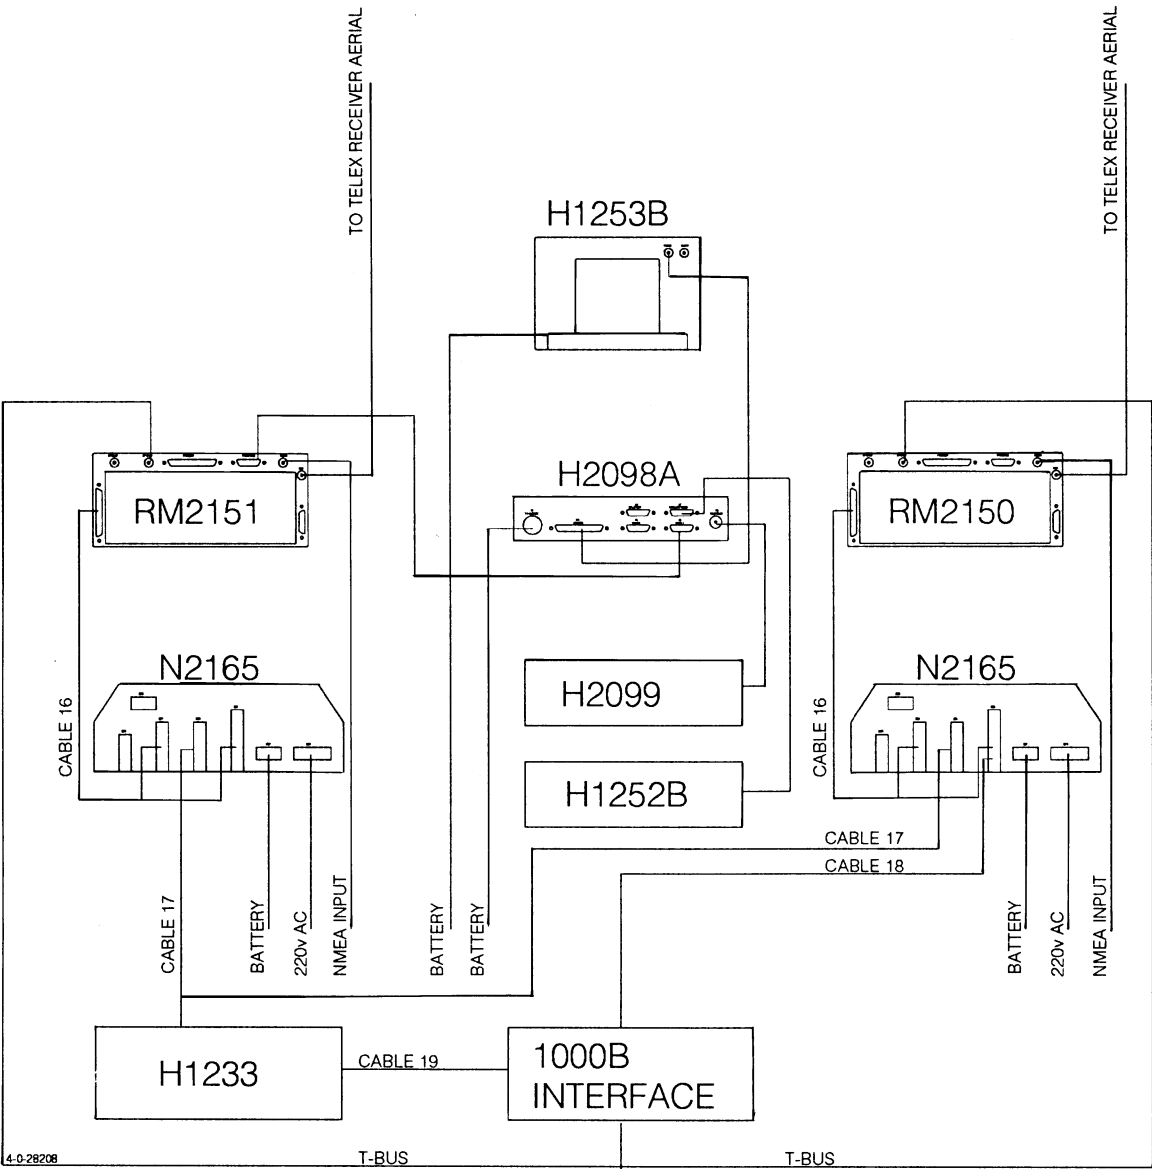 TO TELEX RECEIVER AERIAL
TO TELEX RECEIVER AERIAL
H1253B
H2098A
RM2151
RM2150
N2165
N2165
H2099
H1252B
CABLE 16
CABLE 16
CABLE 17
CABLE 18
CABLE 17
BATTERY
220v AC
NMEA INPUT
BATTERY
BATTERY
BATTERY
220v AC
NMEA INPUT
H1233
CABLE 19
1000B
INTERFACE
4-0-28208
T-BUS
T-BUS